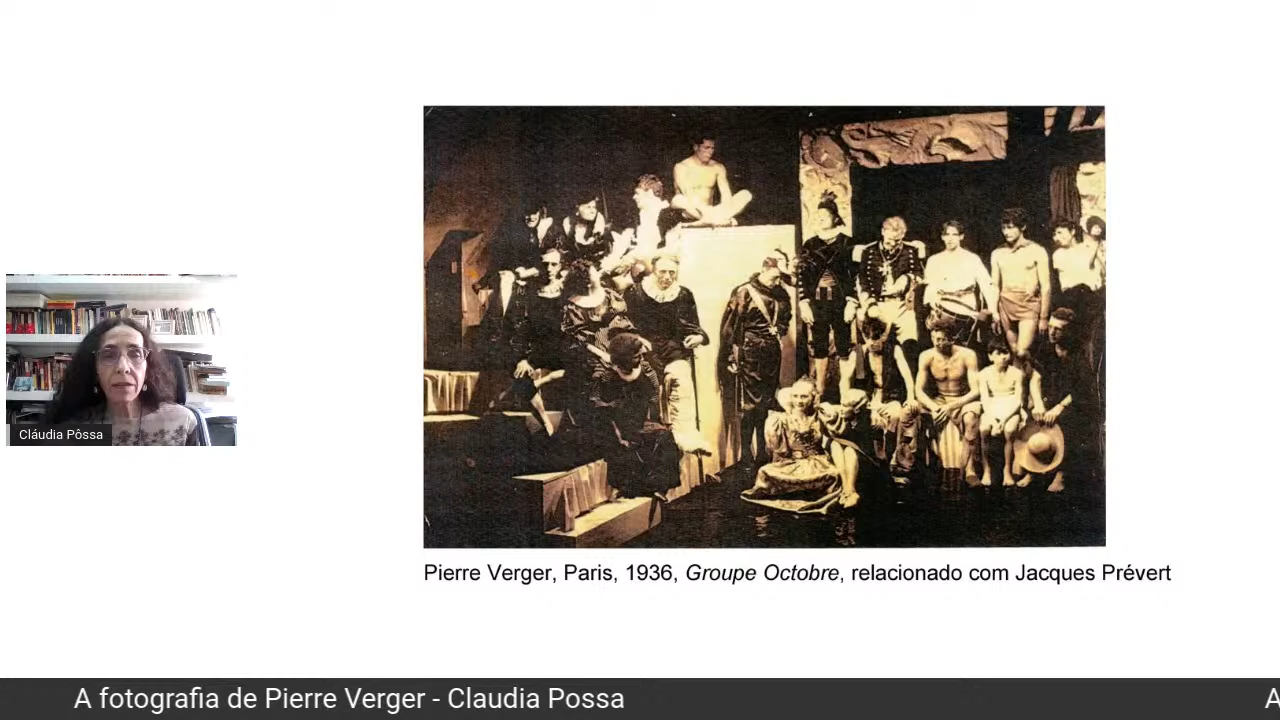 Cláudia Pôssa
Pierre Verger, Paris, 1936, Groupe Octobre, relacionado com Jacques Prévert
A fotografia de Pierre Verger - Claudia Possa
A